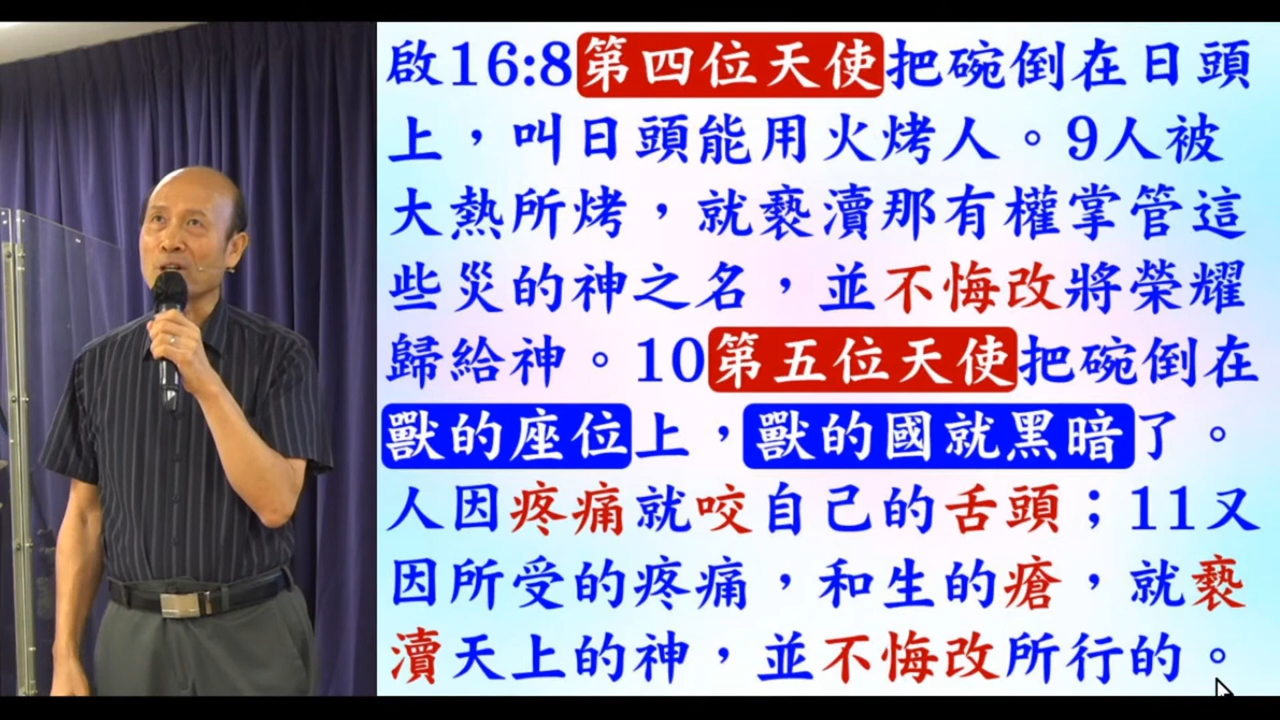 啟16:8第四位天使把碗倒在日頭
上，叫日頭能用火烤人。9人被
大熱所烤，就褻瀆那有權掌管這
些災的神之名，並不悔改將榮耀
歸給神。10第五位天使把碗倒在
獸的座位上，獸的國就黑暗了。
人因疼痛就咬自己的舌頭；11又
因所受的疼痛，和生的瘡，就褻
瀆天上的神，並不悔改所行的。